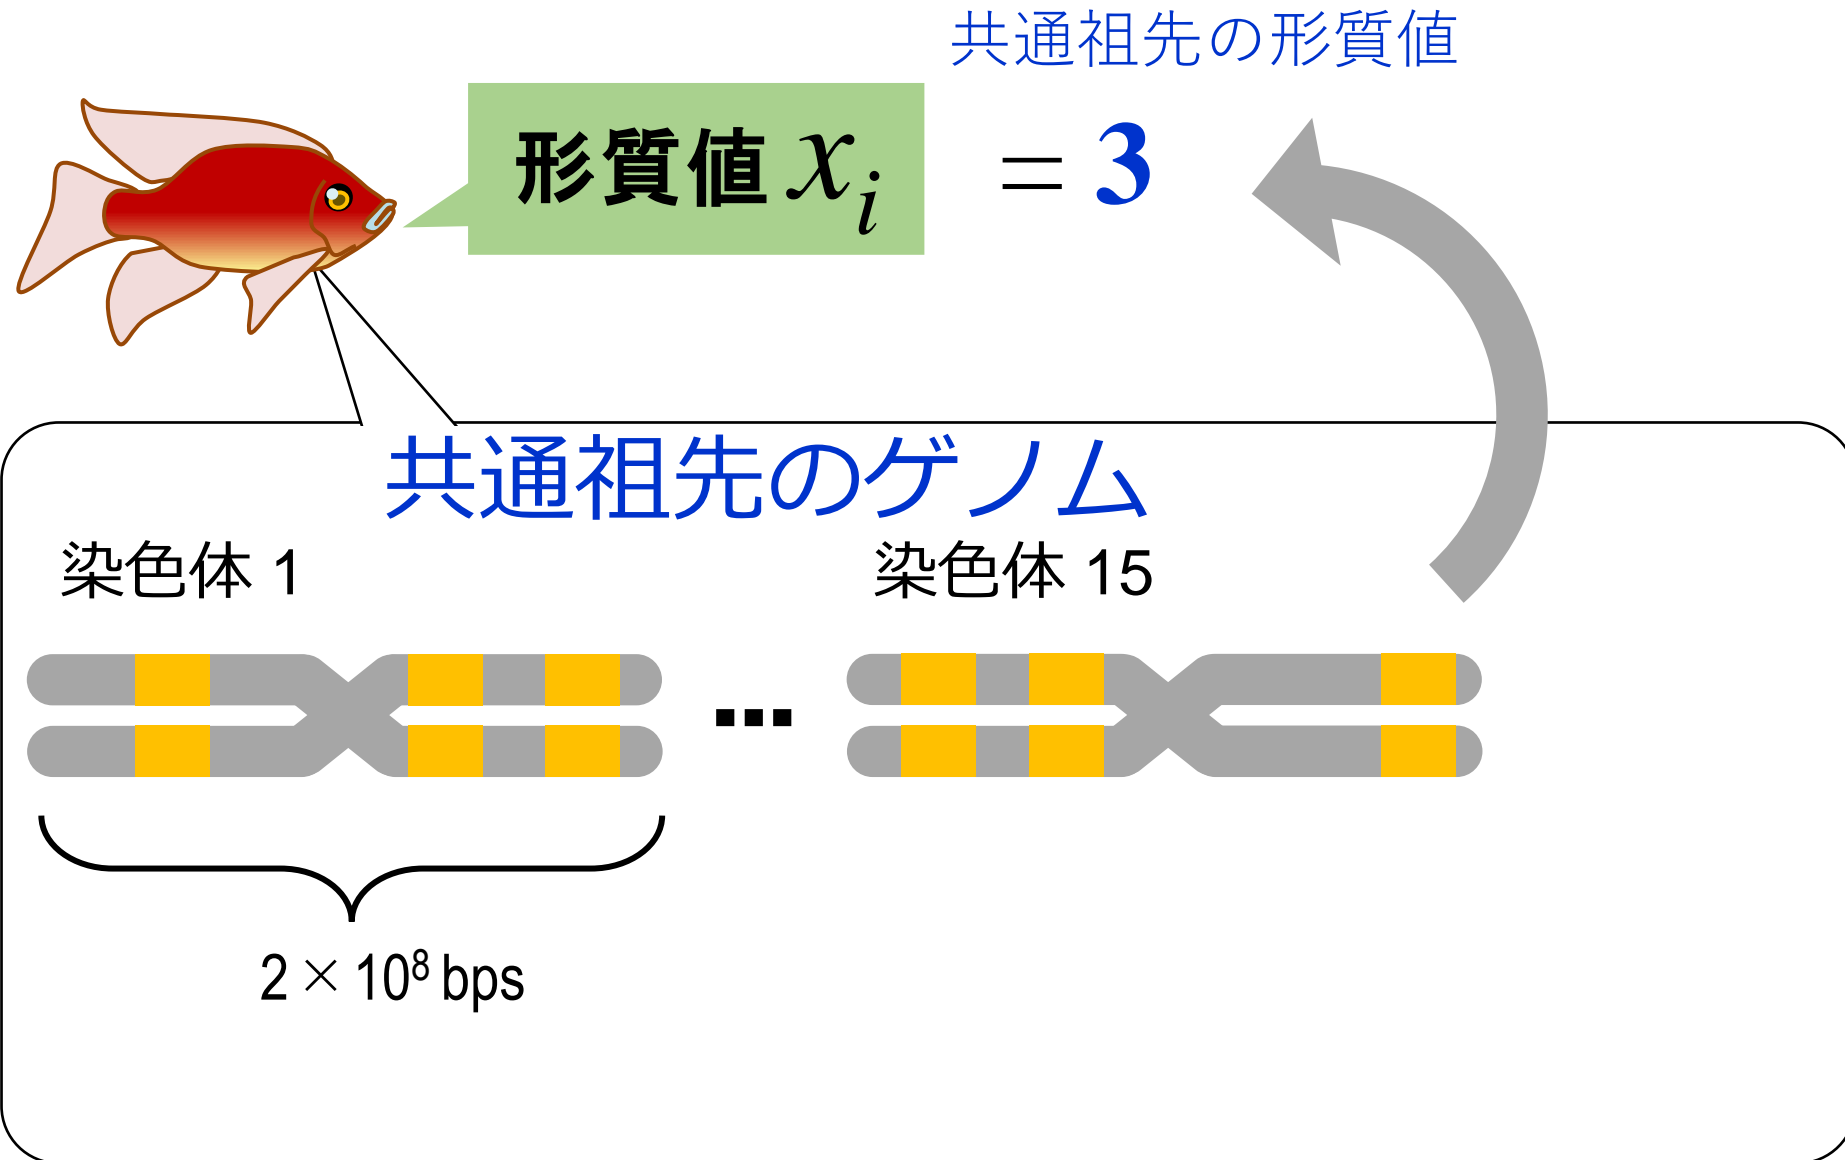 共通祖先の形質値
形質値 xᵢ = 3
共通祖先のゲノム
染色体 1 染色体 15
...
2 × 10⁸ bps